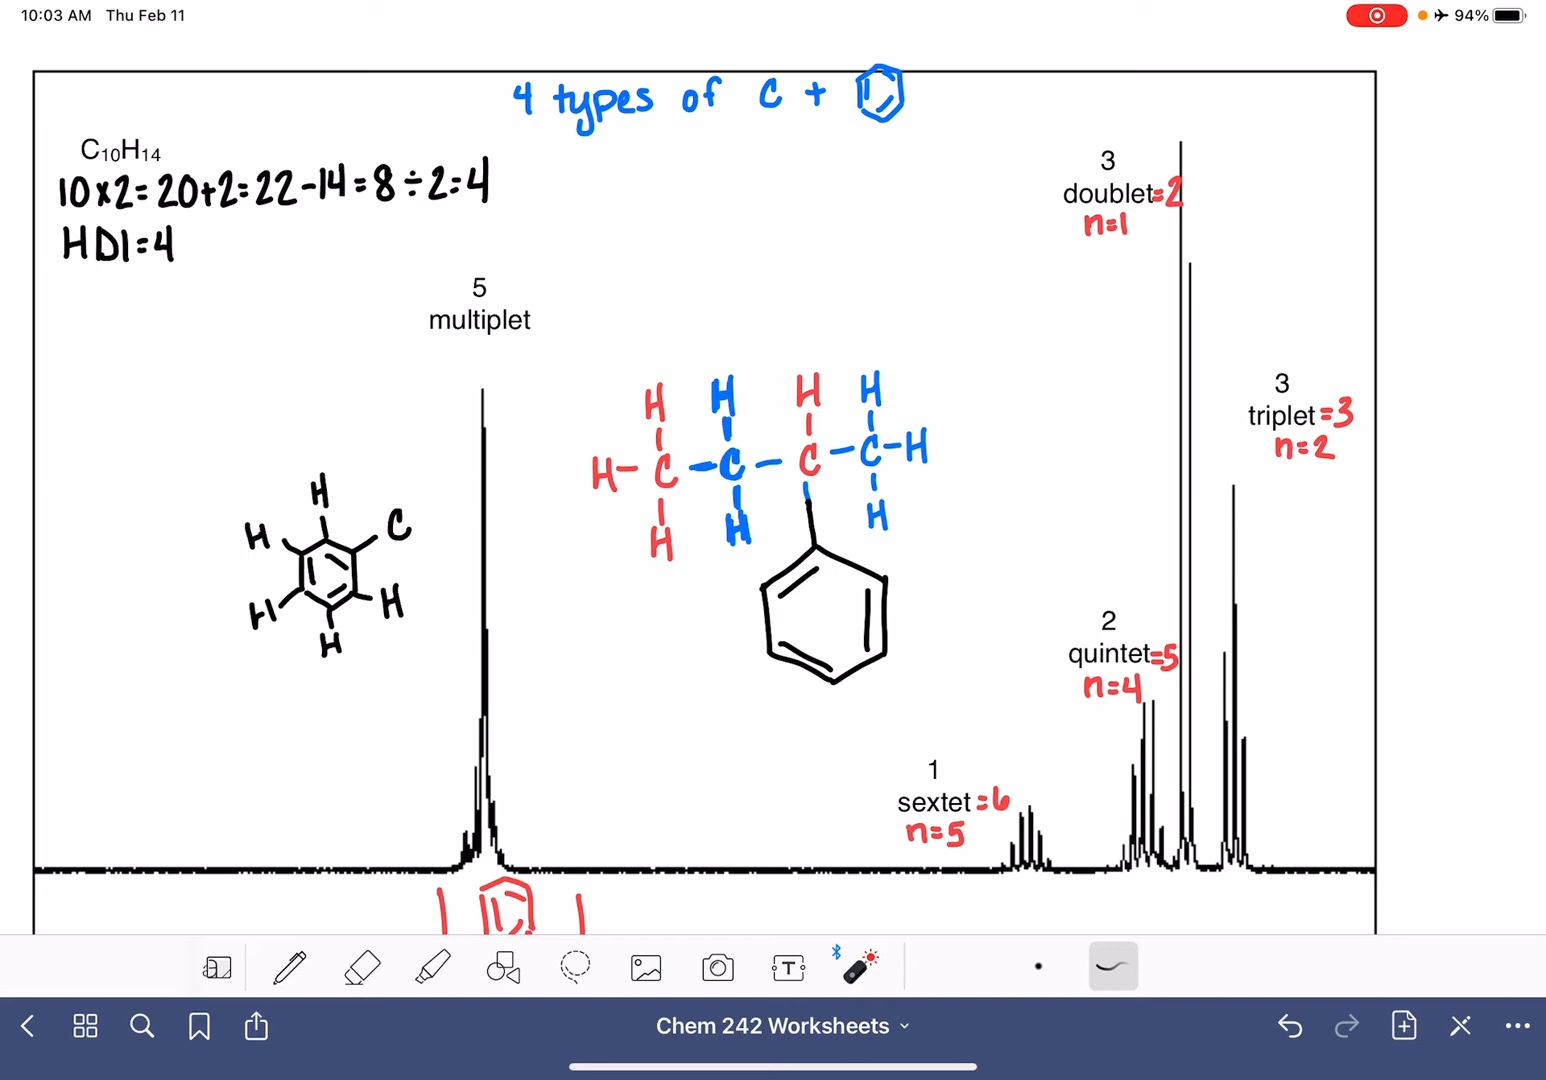 10:03 AM Thu Feb 11
94%
4 types of C +
C₁₀H₁₄
10×2=20+2=22-14=8÷2=4
HDI=4
3
doublet=2
n=1
5
multiplet
3
triplet=3
n=2
H H H H
H-C-C-C-C-H
H H H
H
H C
H H
H
2
quintet=5
n=4
1
sextet=6
n=5
T
Chem 242 Worksheets